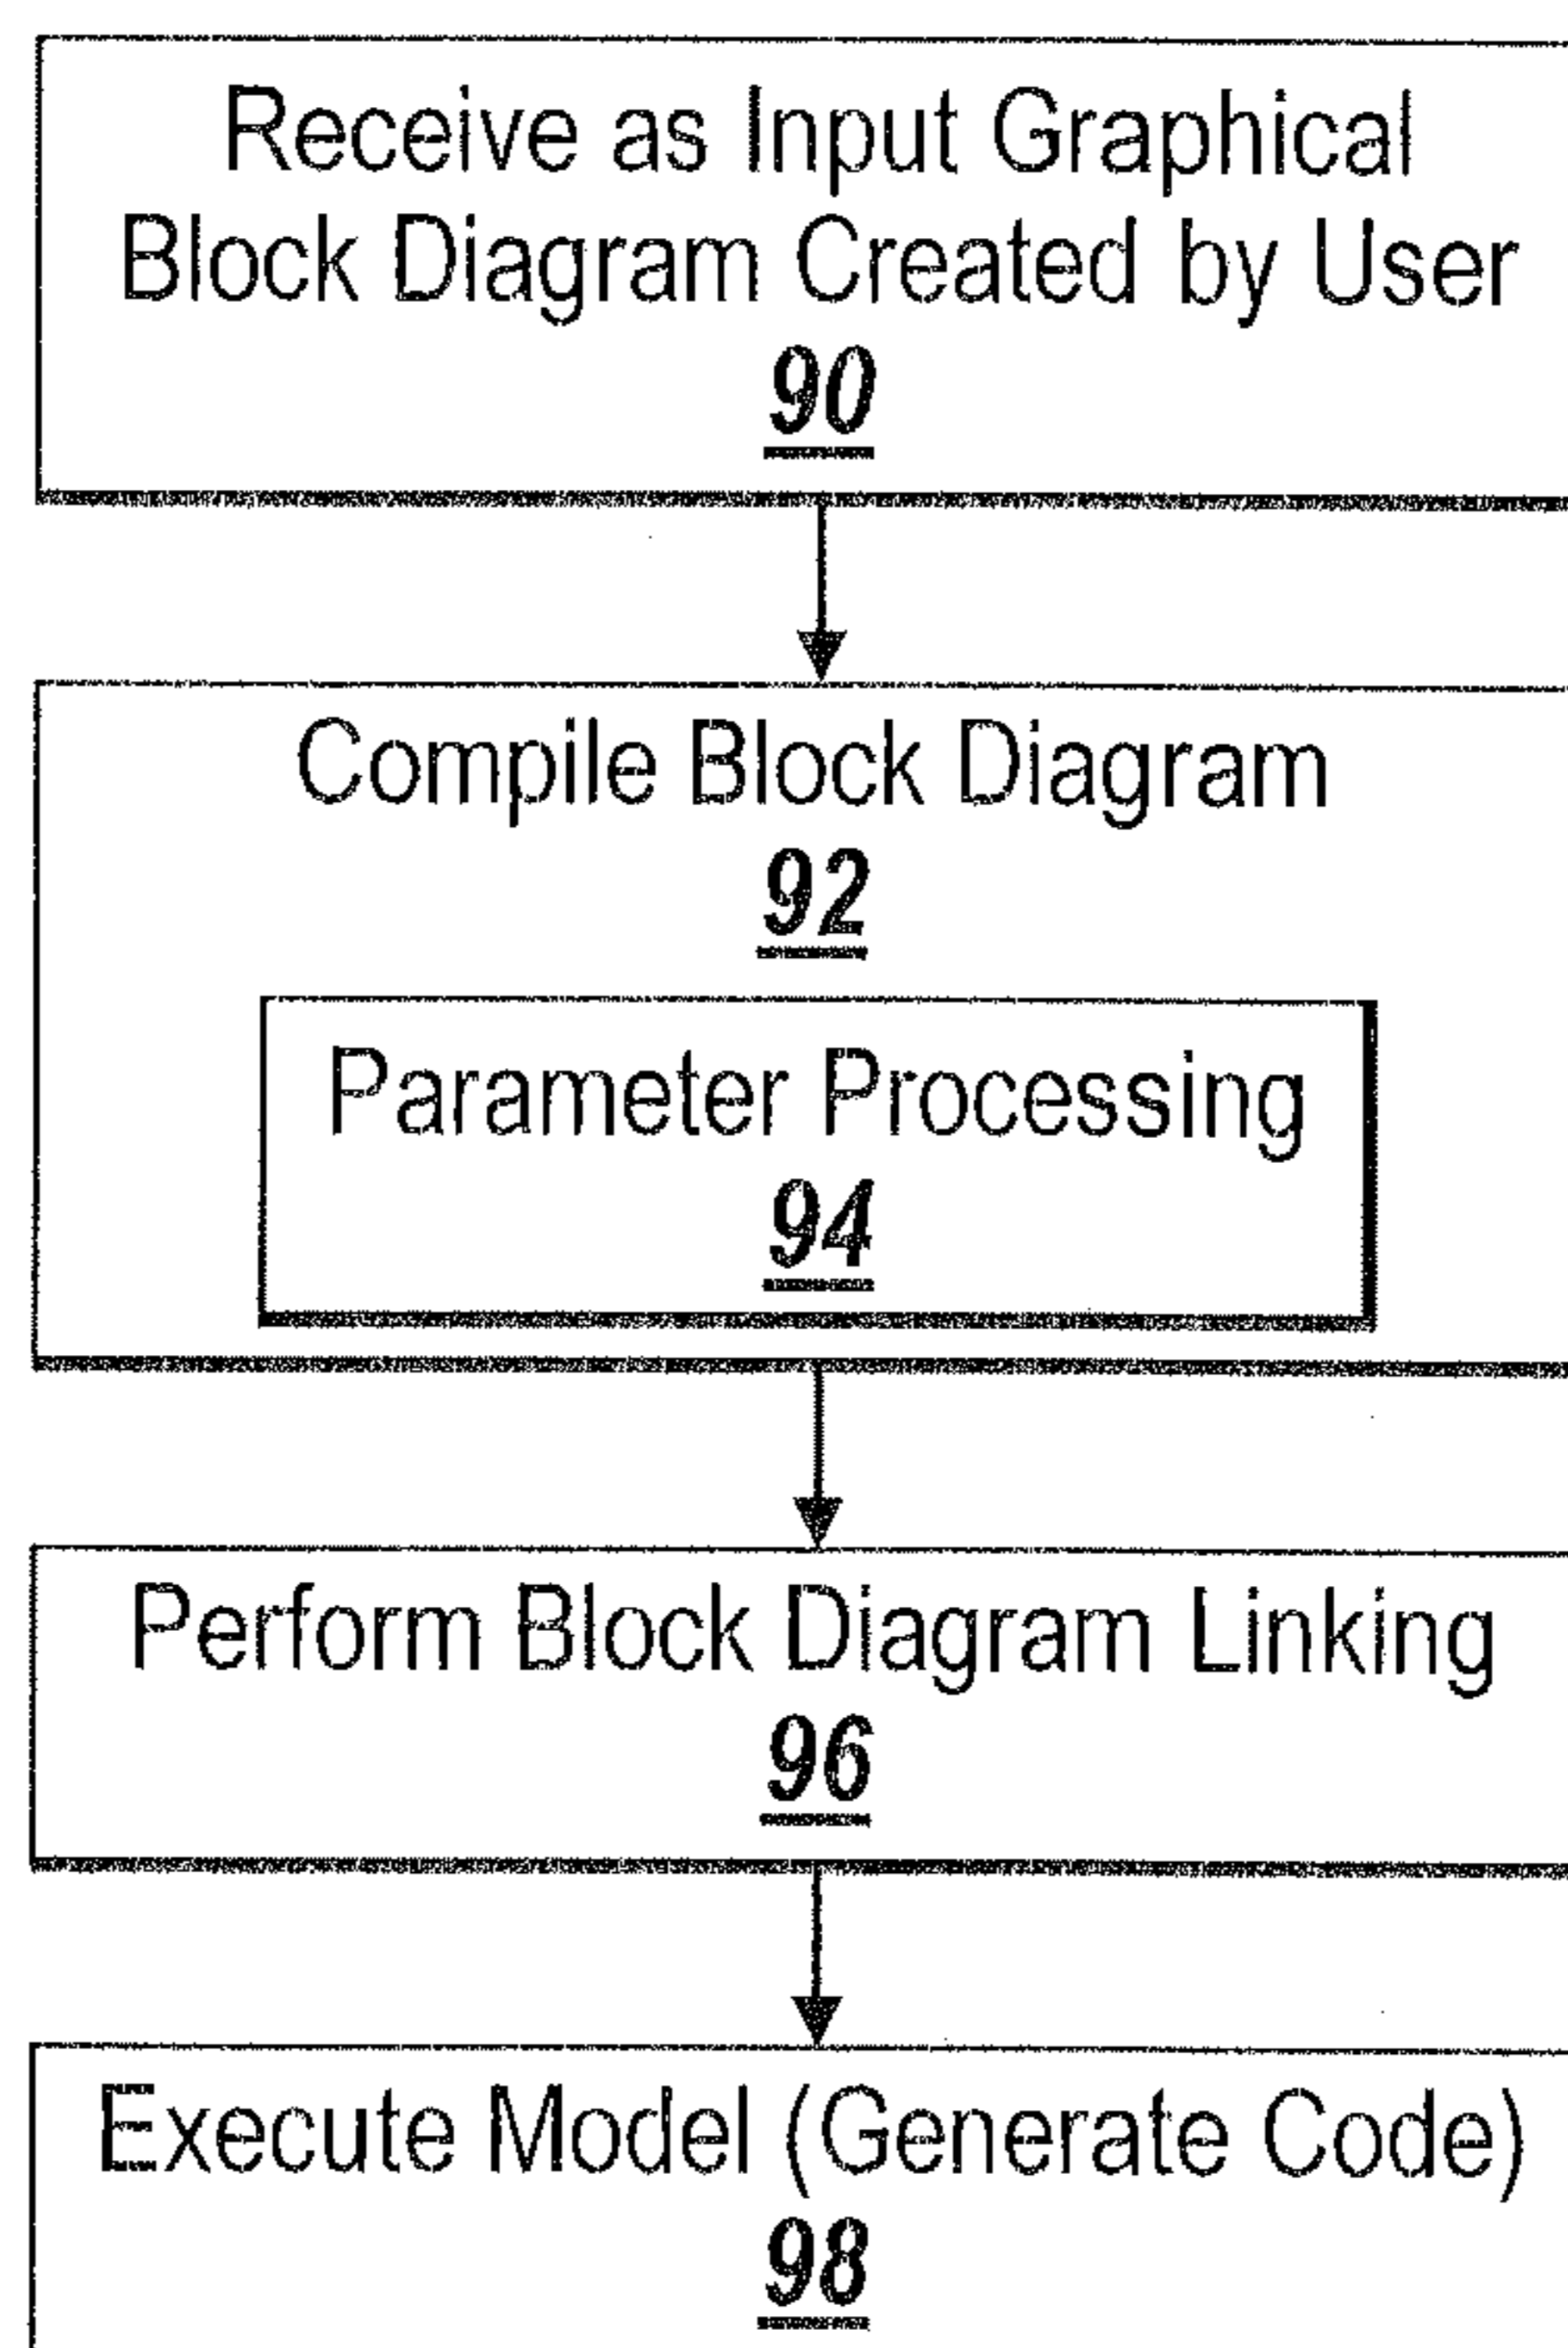 Receive as Input Graphical
Block Diagram Created by User
90
Compile Block Diagram
92
Parameter Processing
94
Perform Block Diagram Linking
96
Execute Model (Generate Code)
98